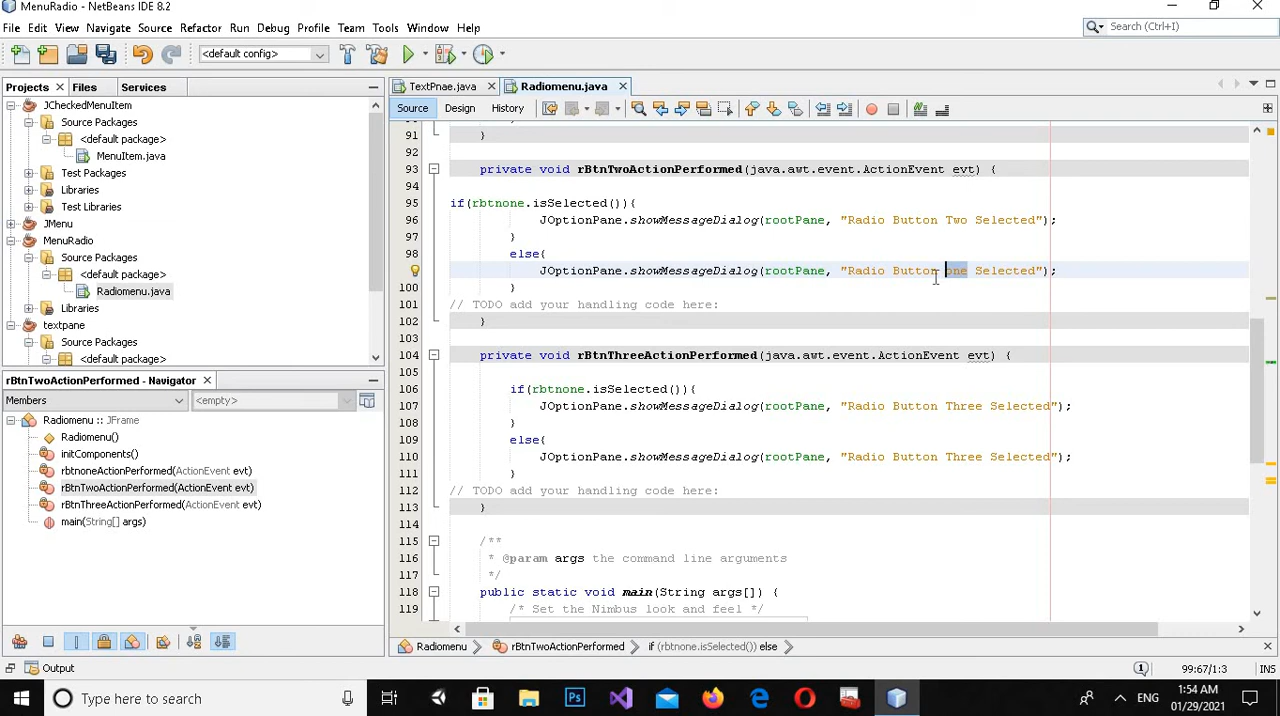 MenuRadio - NetBeans IDE 8.2
File Edit View Navigate Source Refactor Run Debug Profile Team Tools Window Help
Search (Ctrl+I)
<default config>
Projects Files Services
TextPnae.java Radiomenu.java
Source Design History
JCheckedMenuItem
Source Packages
<default package>
MenuItem.java
Test Packages
Libraries
Test Libraries
JMenu
MenuRadio
Source Packages
<default package>
Radiomenu.java
Libraries
textpane
Source Packages
<default package>
rBtnTwoActionPerformed - Navigator
Members <empty>
Radiomenu :: JFrame
Radiomenu()
initComponents()
rbtnoneActionPerformed(ActionEvent evt)
rBtnTwoActionPerformed(ActionEvent evt)
rBtnThreeActionPerformed(ActionEvent evt)
main(String[] args)
91 }
92
93 private void rBtnTwoActionPerformed(java.awt.event.ActionEvent evt) {
94
95 if(rbtnone.isSelected()){
96 JOptionPane.showMessageDialog(rootPane, "Radio Button Two Selected");
97 }
98 else{
JOptionPane.showMessageDialog(rootPane, "Radio Button one Selected");
100 }
101 // TODO add your handling code here:
102 }
103
104 private void rBtnThreeActionPerformed(java.awt.event.ActionEvent evt) {
105
106 if(rbtnone.isSelected()){
107 JOptionPane.showMessageDialog(rootPane, "Radio Button Three Selected");
108 }
109 else{
110 JOptionPane.showMessageDialog(rootPane, "Radio Button Three Selected");
111 }
112 // TODO add your handling code here:
113 }
114
115 /**
116 * @param args the command line arguments
117 */
118 public static void main(String args[]) {
119 /* Set the Nimbus look and feel */
Radiomenu rBtnTwoActionPerformed if (rbtnone.isSelected()) else
Output
99:67/1:3 INS
Type here to search
ENG
1:54 AM
01/29/2021